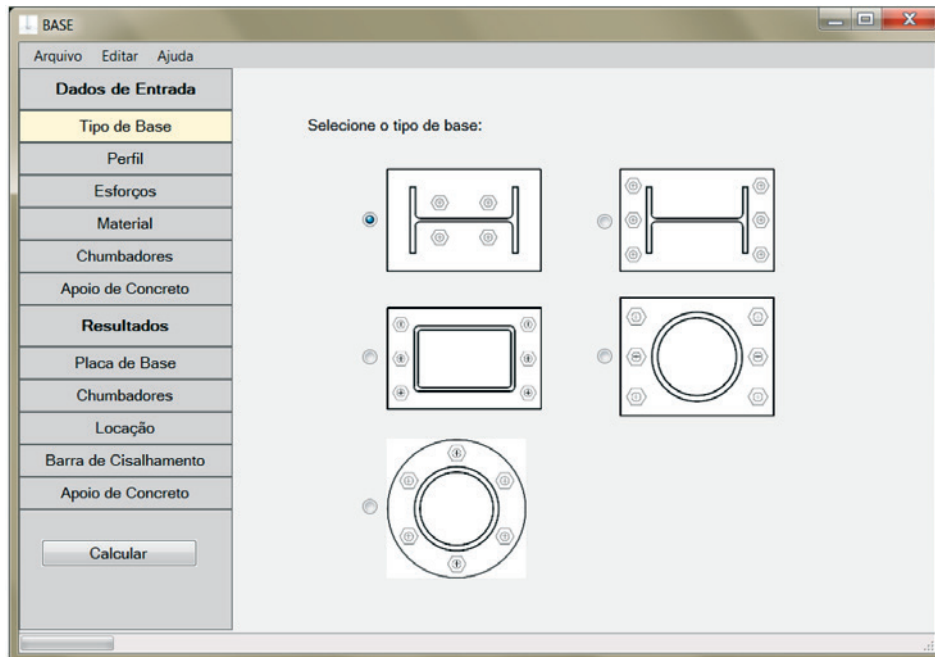 BASE
Arquivo Editar Ajuda
Dados de Entrada
Tipo de Base
Perfil
Esforços
Material
Chumbadores
Apoio de Concreto
Resultados
Placa de Base
Chumbadores
Locação
Barra de Cisalhamento
Apoio de Concreto
Calcular
Selecione o tipo de base: